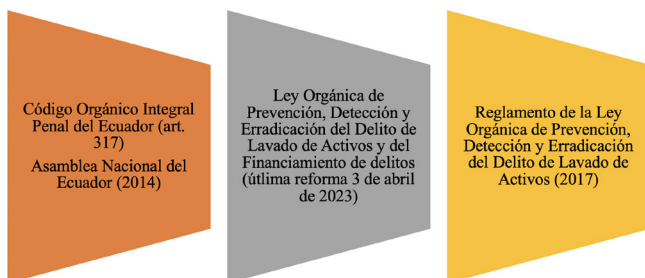 Código Orgánico Integral
Penal del Ecuador (art.
317)
Asamblea Nacional del
Ecuador (2014)
Ley Orgánica de
Prevención, Detección y
Erradicación del Delito de
Lavado de Activos y del
Financiamiento de delitos
(útlima reforma 3 de abril
de 2023)
Reglamento de la Ley
Orgánica de Prevención,
Detección y Erradicación
del Delito de Lavado de
Activos (2017)